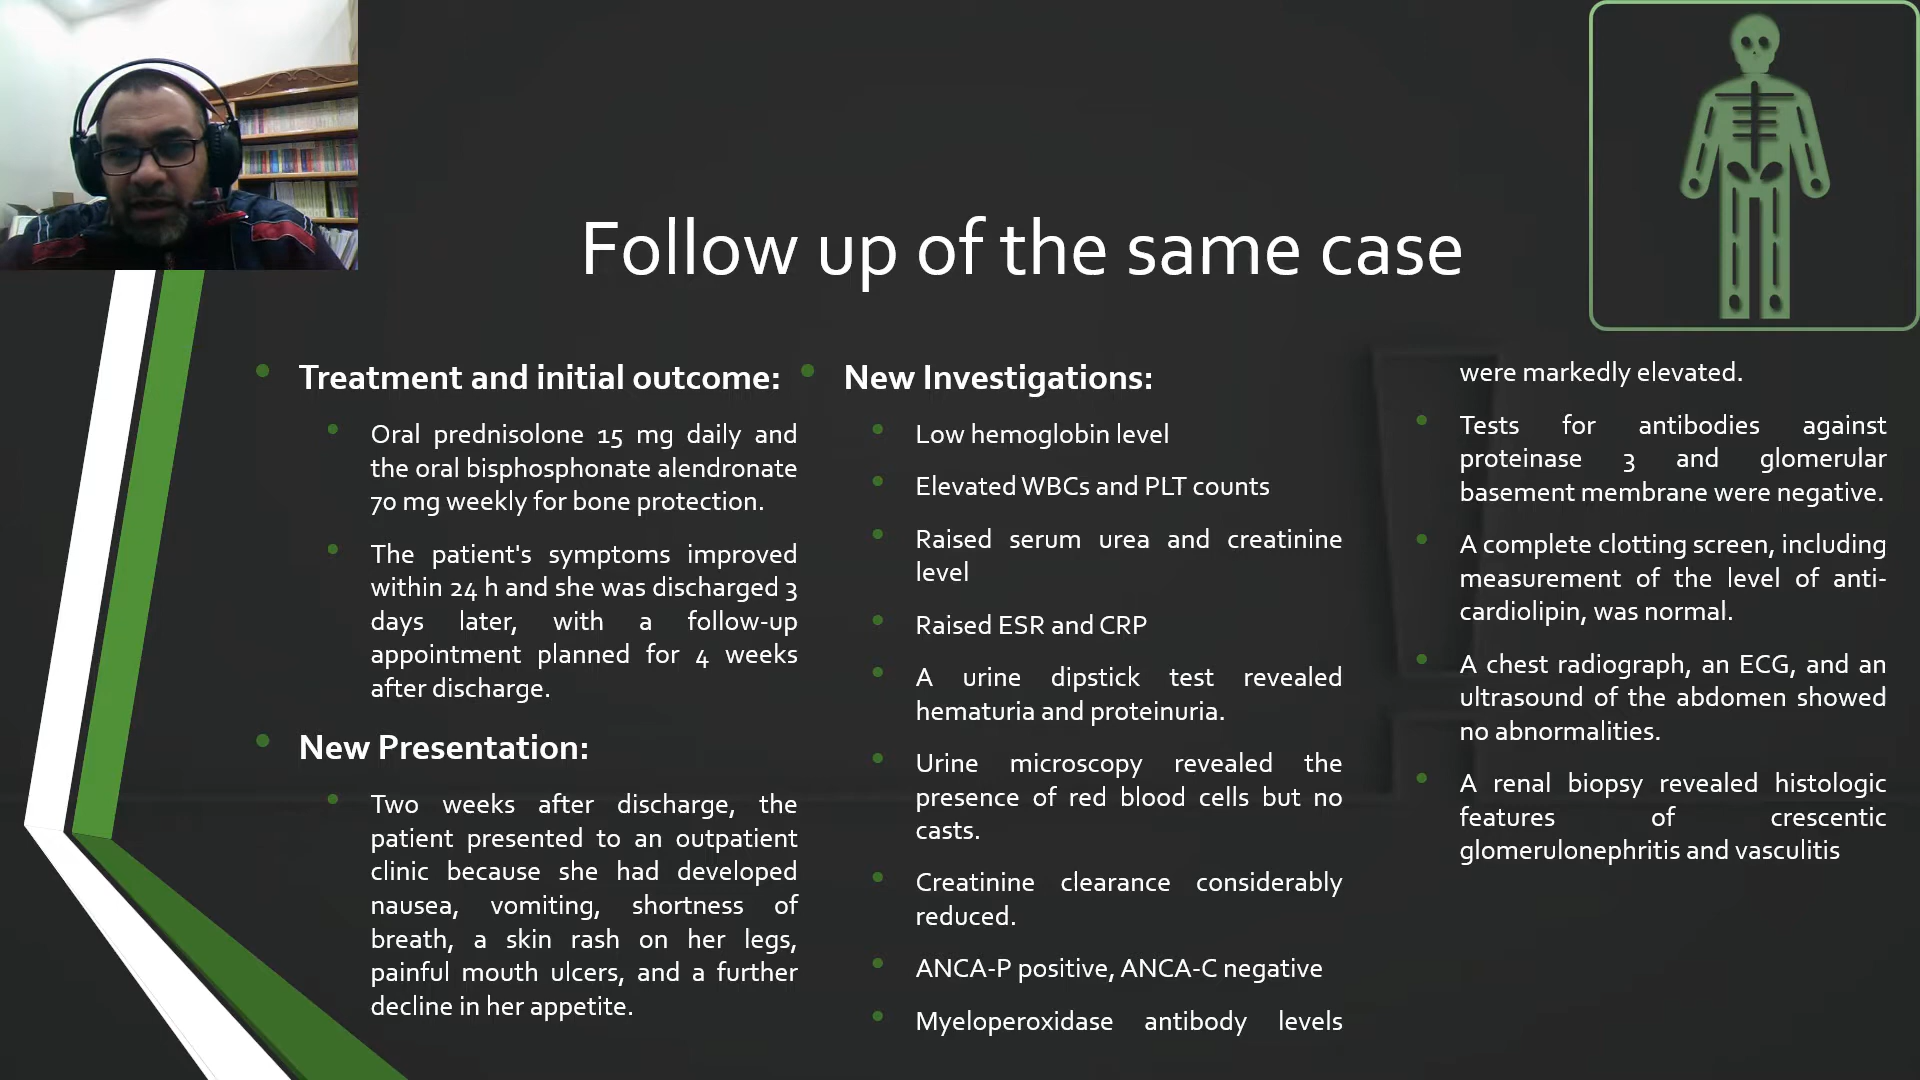 Follow up of the same case
Treatment and initial outcome:
Oral prednisolone 15 mg daily and
the oral bisphosphonate alendronate
70 mg weekly for bone protection.
The patient's symptoms improved
within 24 h and she was discharged 3
days later, with a follow-up
appointment planned for 4 weeks
after discharge.
New Presentation:
Two weeks after discharge, the
patient presented to an outpatient
clinic because she had developed
nausea, vomiting, shortness of
breath, a skin rash on her legs,
painful mouth ulcers, and a further
decline in her appetite.
New Investigations:
Low hemoglobin level
Elevated WBCs and PLT counts
Raised serum urea and creatinine
level
Raised ESR and CRP
A urine dipstick test revealed
hematuria and proteinuria.
Urine microscopy revealed the
presence of red blood cells but no
casts.
Creatinine clearance considerably
reduced.
ANCA-P positive, ANCA-C negative
Myeloperoxidase antibody levels
were markedly elevated.
Tests for antibodies against
proteinase 3 and glomerular
basement membrane were negative.
A complete clotting screen, including
measurement of the level of anti-
cardiolipin, was normal.
A chest radiograph, an ECG, and an
ultrasound of the abdomen showed
no abnormalities.
A renal biopsy revealed histologic
features of crescentic
glomerulonephritis and vasculitis